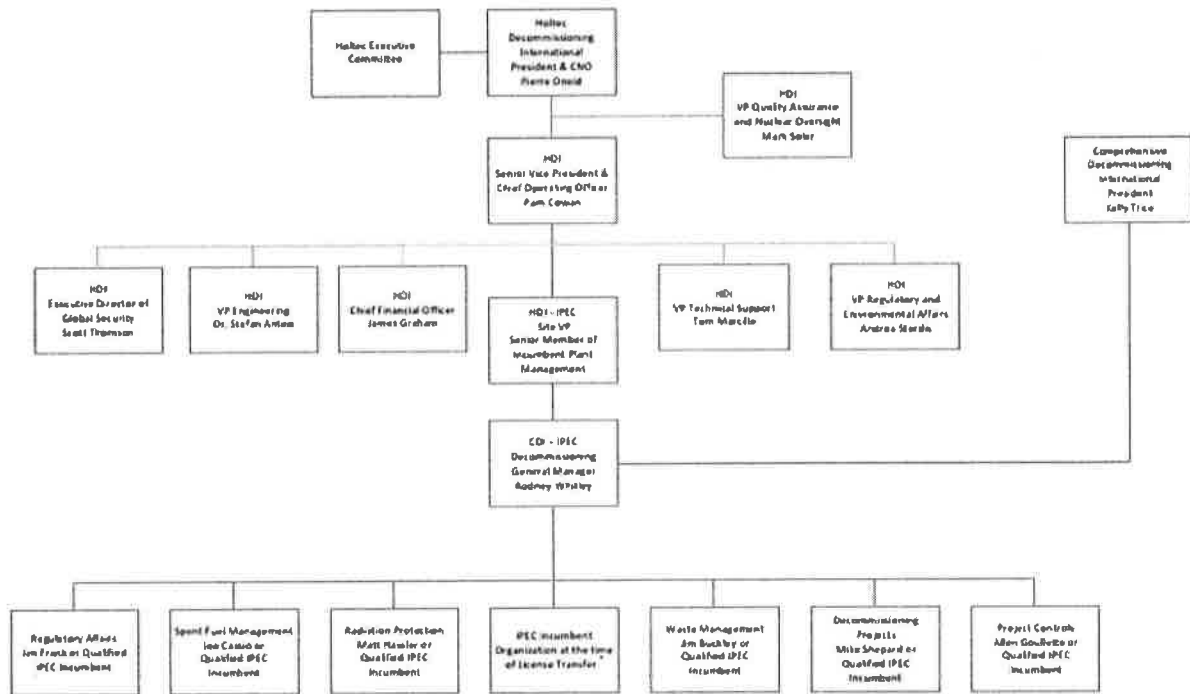 Holtec Executive
Committee
Holtec
Decommissioning
International
President & CNO
Pierre Oneid
HDI
VP Quality Assurance
and Nuclear Oversight
Mark Soler
HDI
Senior Vice President &
Chief Operating Officer
Pam Cowan
Comprehensive
Decommissioning
International
President
Kelly Trice
HDI
Executive Director of
Global Security
Scott Thomson
HDI
VP Engineering
Dr. Stefan Anton
HDI
Chief Financial Officer
James Graham
HDI - IPEC
Site VP
Senior Member of
Incumbent Plant
Management
HDI
VP Technical Support
Tom Marcille
HDI
VP Regulatory and
Environmental Affairs
Andrea Sterdis
CDI - IPEC
Decommissioning
General Manager
Rodney Whitley
Regulatory Affairs
Jim or Qualified
IPEC Incumbent
Spent Fuel Management
Joe or
Qualified IPEC
Incumbent
Radiation Protection
Matt or
Qualified IPEC
Incumbent
IPEC Incumbent
Organization at the time
of License Transfer*
Waste Management
Jim Buckley or
Qualified IPEC
Incumbent
Decommissioning
Projects
Mike Shepard or
Qualified IPEC
Incumbent
Project Controls
Allen or
Qualified IPEC
Incumbent